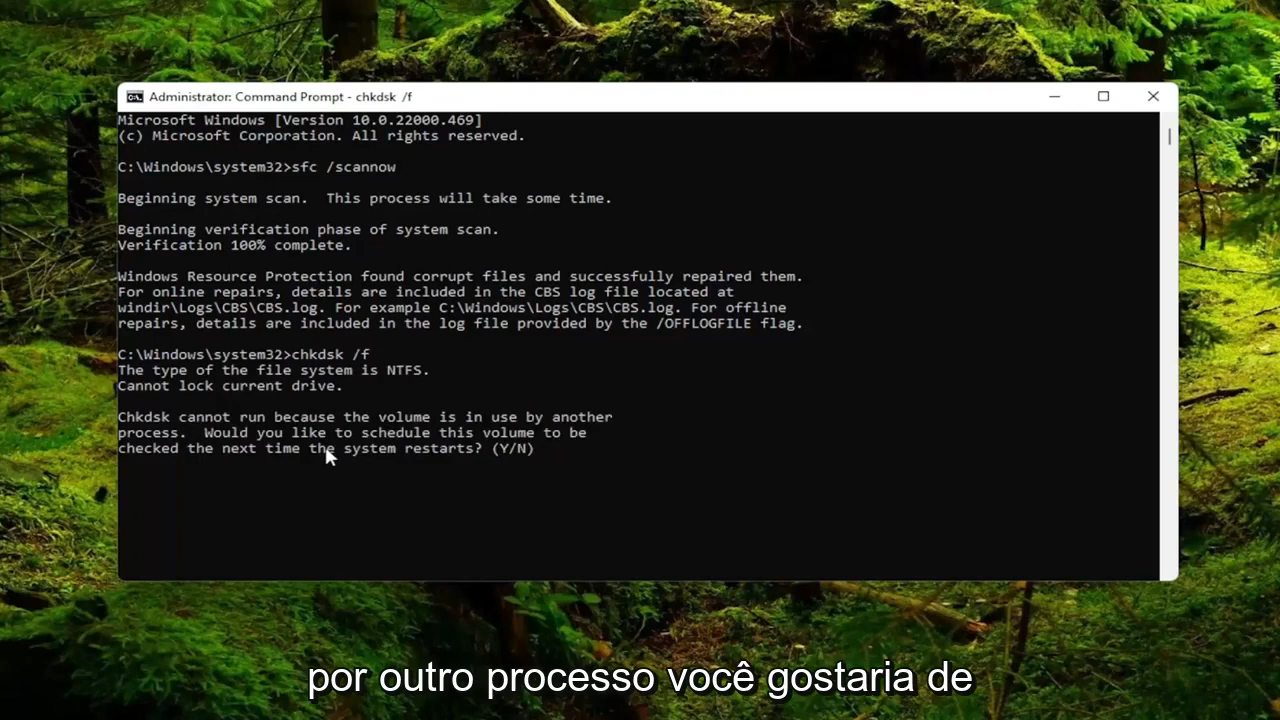 Administrator: Command Prompt - chkdsk /f
Microsoft Windows [Version 10.0.22000.469]
(c) Microsoft Corporation. All rights reserved.
C:\Windows\system32>sfc /scannow
Beginning system scan.  This process will take some time.
Beginning verification phase of system scan.
Verification 100% complete.
Windows Resource Protection found corrupt files and successfully repaired them.
For online repairs, details are included in the CBS log file located at
windir\Logs\CBS\CBS.log. For example C:\Windows\Logs\CBS\CBS.log. For offline
repairs, details are included in the log file provided by the /OFFLOGFILE flag.
C:\Windows\system32>chkdsk /f
The type of the file system is NTFS.
Cannot lock current drive.
Chkdsk cannot run because the volume is in use by another
process.  Would you like to schedule this volume to be
checked the next time the system restarts? (Y/N)
por outro processo você gostaria de